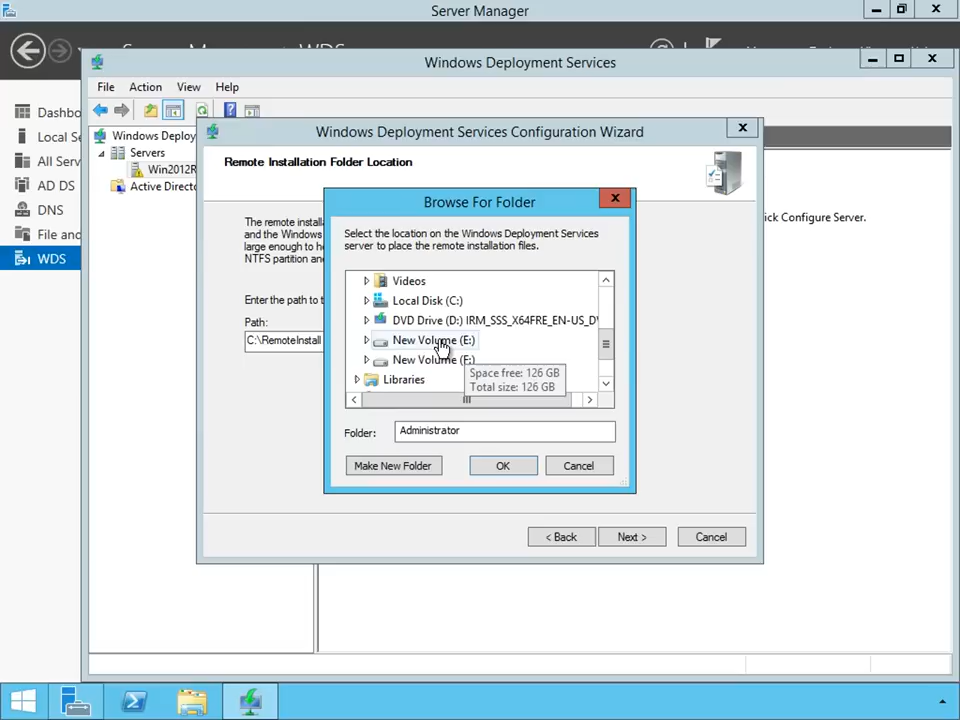 Server Manager
Windows Deployment Services
File Action View Help
Dashbo
Local Se
All Serv
AD DS
DNS
File and
WDS
Windows Deploy
Servers
Win2012R
Active Directo
Windows Deployment Services Configuration Wizard
Remote Installation Folder Location
The remote install
and the Windows
large enough to ho
NTFS partition and
Enter the path to t
Path:
C:\RemoteInstall
ick Configure Server.
Browse For Folder
Select the location on the Windows Deployment Services
server to place the remote installation files.
Videos
Local Disk (C:)
DVD Drive (D:) IRM_SSS_X64FRE_EN-US_DV
New Volume (E:)
New Volume (F:)
Libraries
Space free: 126 GB
Total size: 126 GB
Folder: Administrator
Make New Folder OK Cancel
< Back Next > Cancel